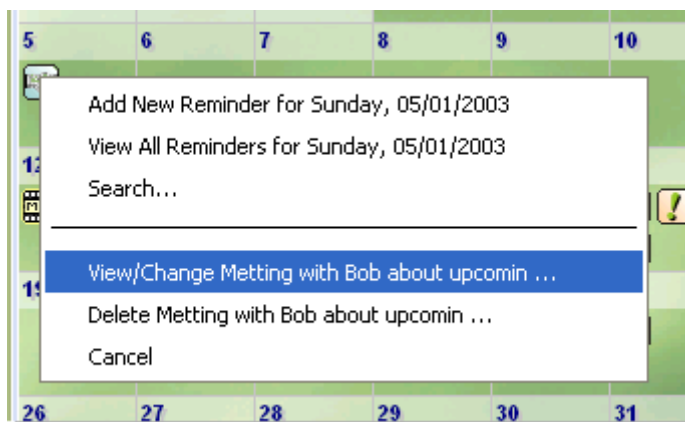 5 6 7 8 9 10
Add New Reminder for Sunday, 05/01/2003
View All Reminders for Sunday, 05/01/2003
12
Search...
View/Change Metting with Bob about upcomin ...
19
Delete Metting with Bob about upcomin ...
Cancel
26 27 28 29 30 31